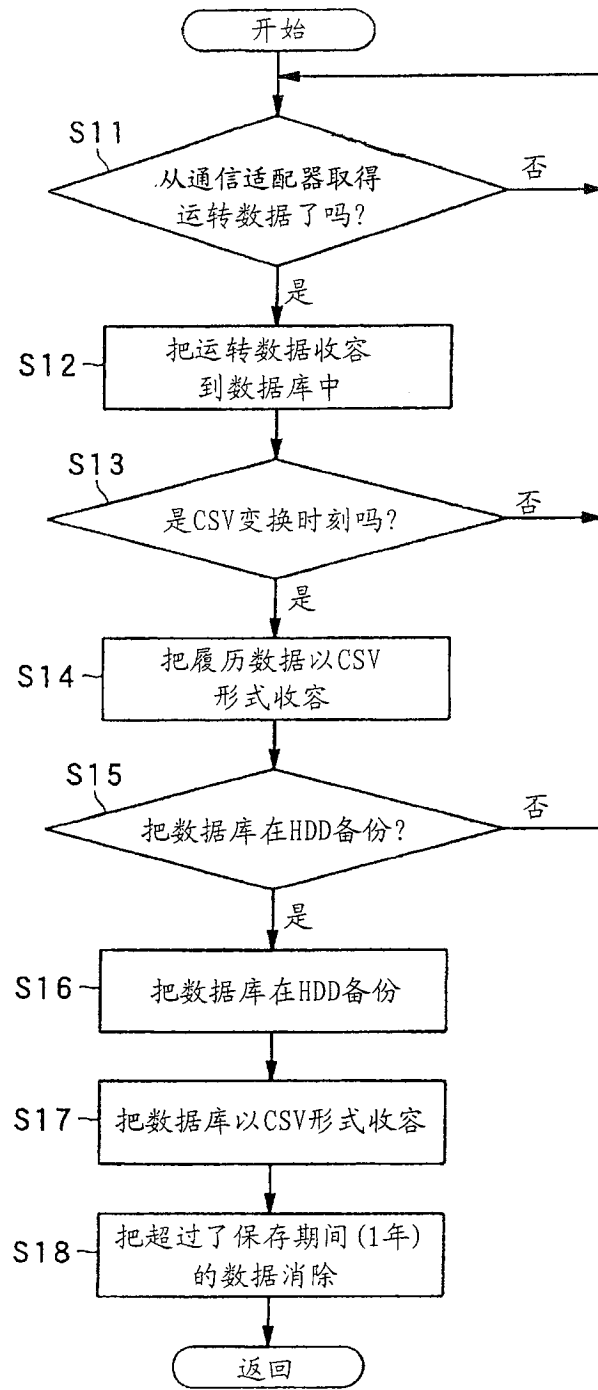 开始
S11
从通信适配器取得
运转数据了吗?
否
是
S12
把运转数据收容
到数据库中
S13
是CSV变换时刻吗?
否
是
S14
把履历数据以CSV
形式收容
S15
把数据库在HDD备份?
否
是
S16
把数据库在HDD备份
S17
把数据库以CSV形式收容
S18
把超过了保存期间(1年)
的数据消除
返回